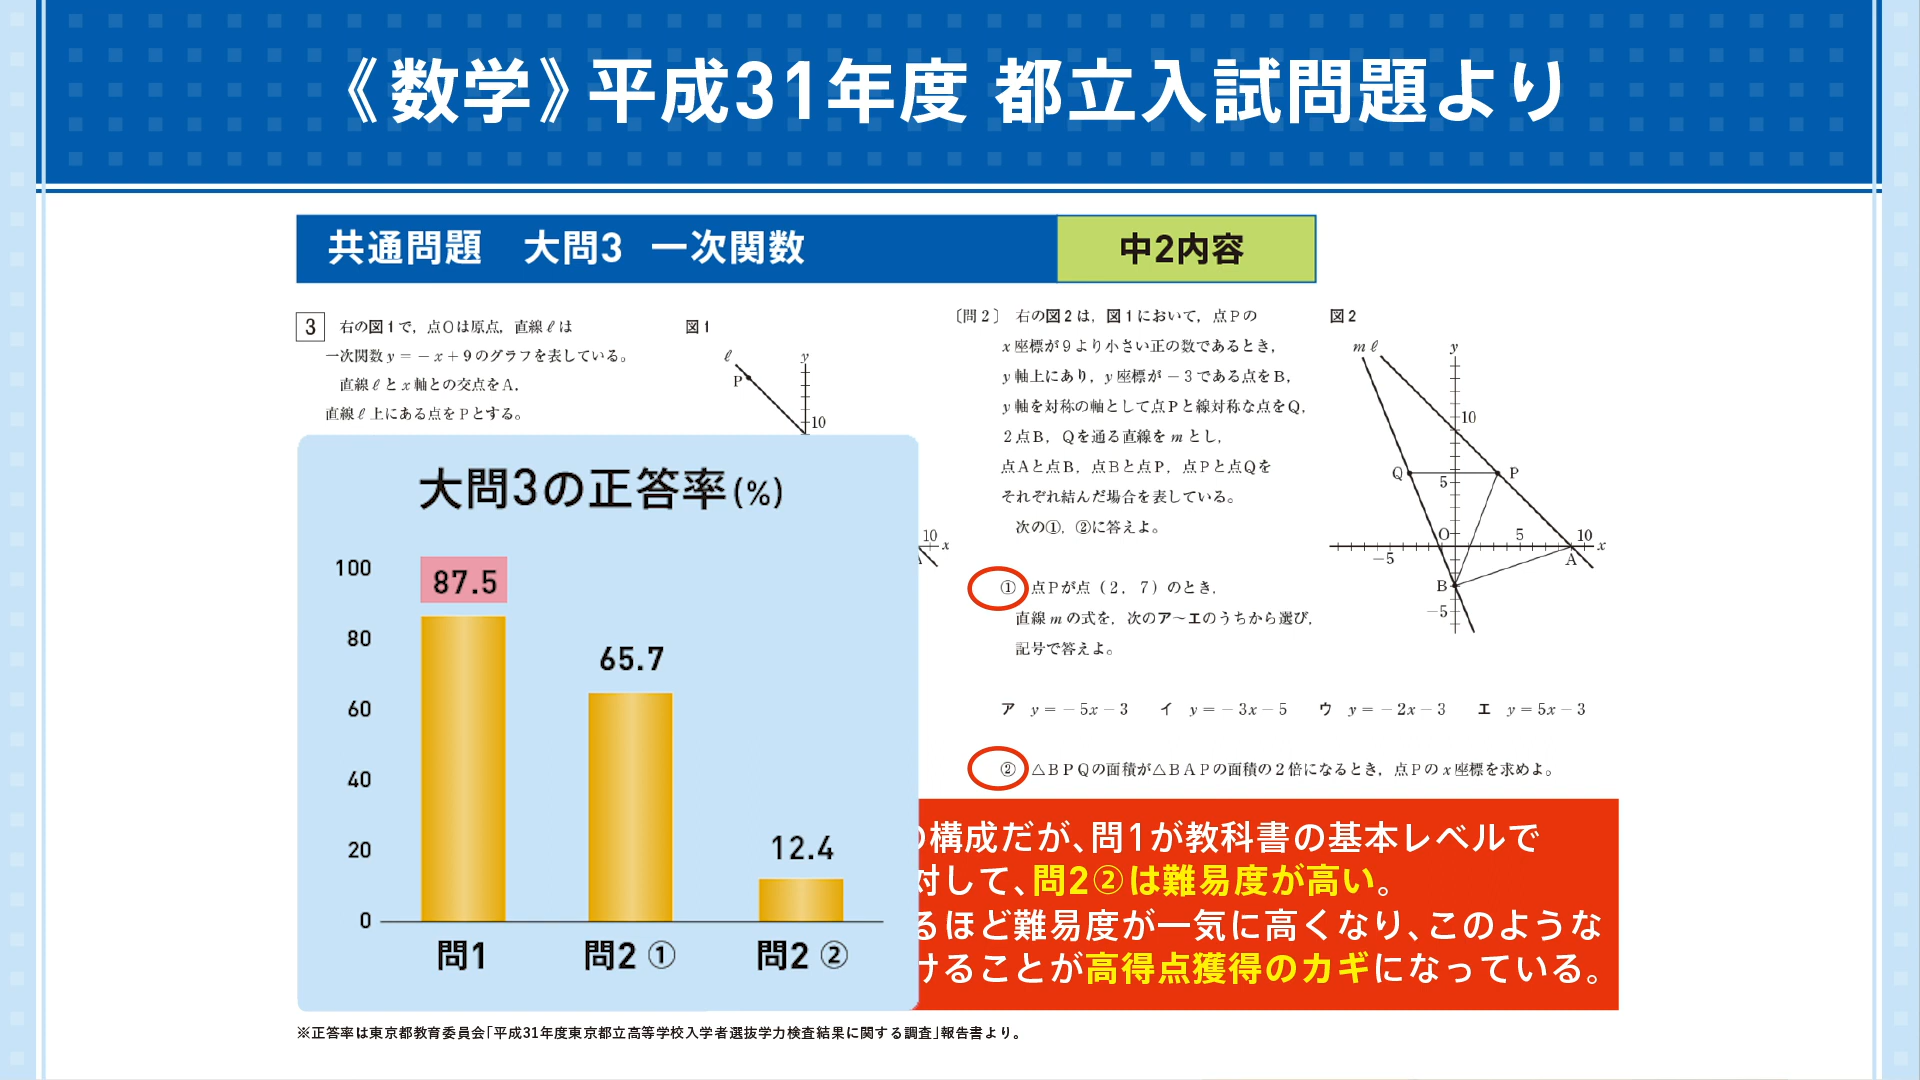 《数学》平成31年度 都立入試問題より
共通問題 大問3 一次関数
中2内容
3 右の図1で,点Oは原点,直線ℓは
一次関数y=-x+9のグラフを表している。
直線ℓとx軸との交点をA,
直線ℓ上にある点をPとする。
図1
ℓ
y
P
10
10
x
大問3の正答率(%)
100
80
60
40
20
0
87.5
65.7
12.4
問1
問2 ①
問2 ②
〔問2〕 右の図2は,図1において,点Pの
x座標が9より小さい正の数であるとき,
y軸上にあり,y座標が-3である点をB,
y軸を対称の軸として点Pと線対称な点をQ,
2点B,Qを通る直線をmとし,
点Aと点B,点Bと点P,点Pと点Qを
それぞれ結んだ場合を表している。
次の①,②に答えよ。
図2
m ℓ
y
10
Q
P
5
O
5
10
x
-5
A
B
-5
① 点Pが点(2,7)のとき,
直線mの式を,次のア~エのうちから選び,
記号で答えよ。
ア y=-5x-3 イ y=-3x-5 ウ y=-2x-3 エ y=5x-3
② △BPQの面積が△BAPの面積の2倍になるとき,点Pのx座標を求めよ。
構成だが、問1が教科書の基本レベルで
対して、問2②は難易度が高い。
るほど難易度が一気に高くなり、このような
けることが高得点獲得のカギになっている。
※正答率は東京都教育委員会「平成31年度東京都立高等学校入学者選抜学力検査結果に関する調査」報告書より。